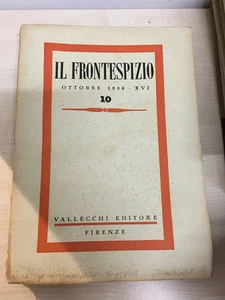 IL FRONTESPIZIO
OTTOBRE 1938 - XVI
10
VALLECCHI EDITORE
FIRENZE